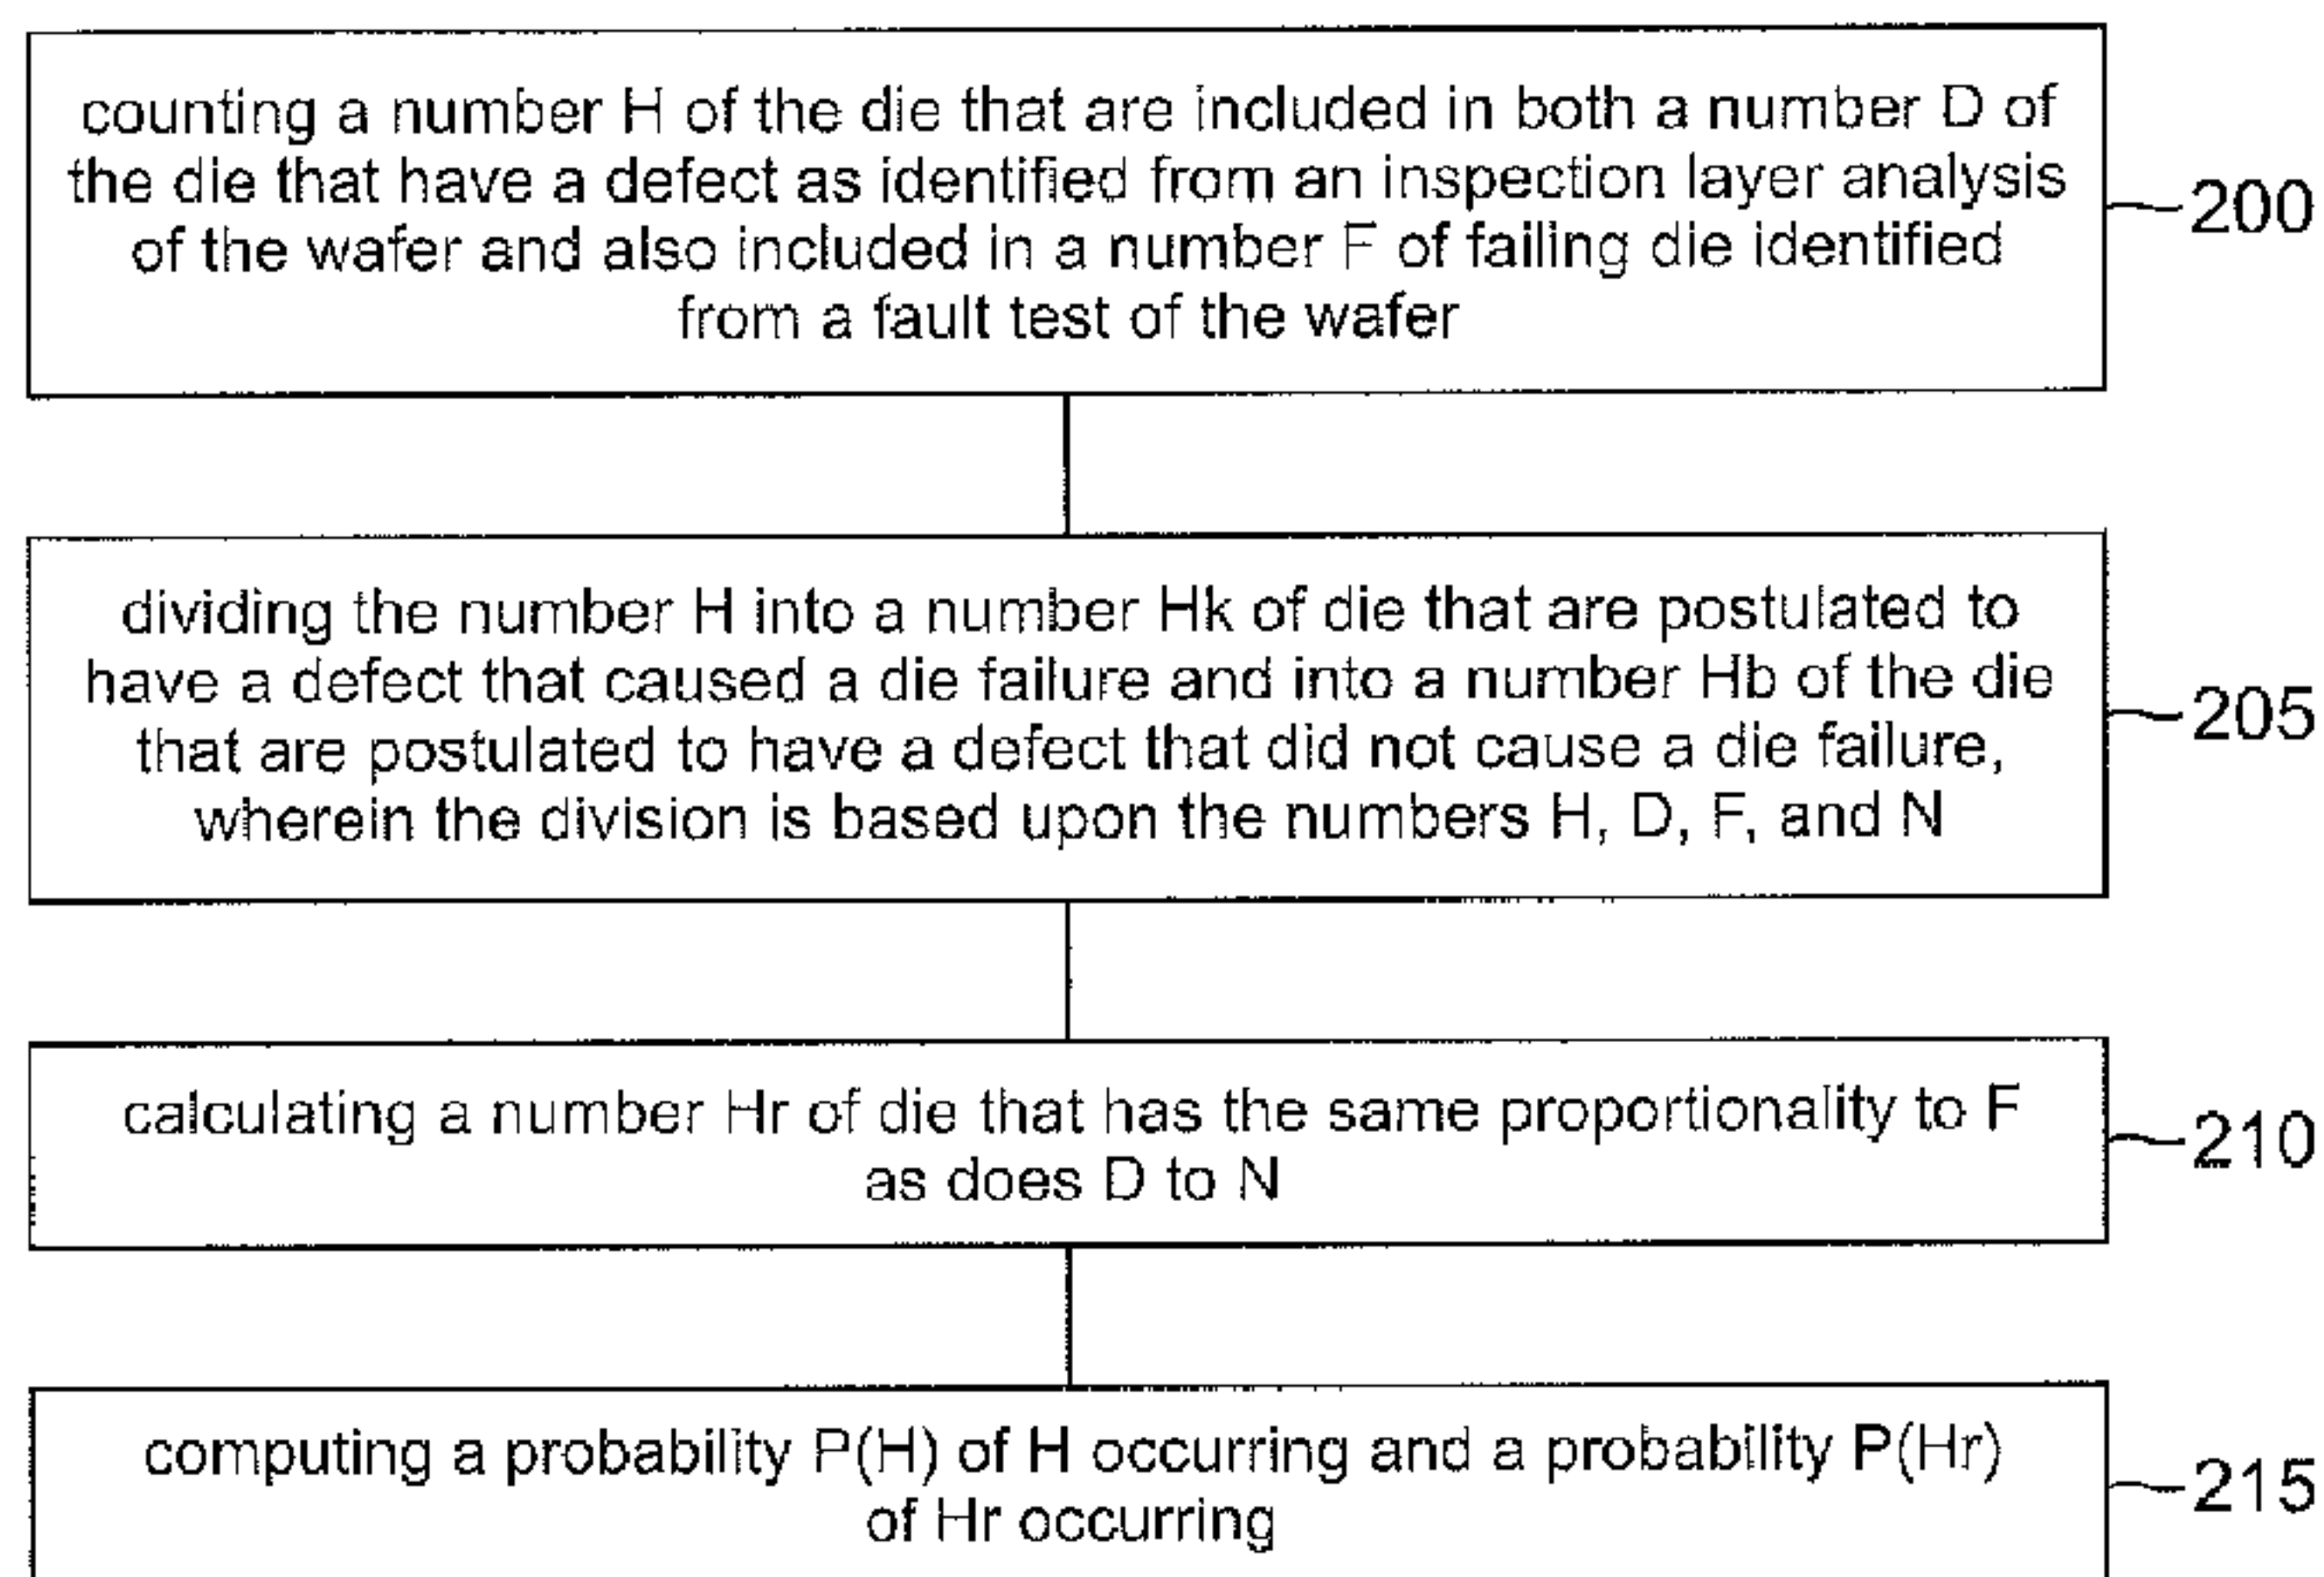 counting a number H of the die that are included in both a number D of
the die that have a defect as identified from an inspection layer analysis
of the wafer and also included in a number F of failing die identified
from a fault test of the wafer
200
dividing the number H into a number Hk of die that are postulated to
have a defect that caused a die failure and into a number Hb of the die
that are postulated to have a defect that did not cause a die failure,
wherein the division is based upon the numbers H, D, F, and N
205
calculating a number Hr of die that has the same proportionality to F
as does D to N
210
computing a probability P(H) of H occurring and a probability P(Hr)
of Hr occurring
215